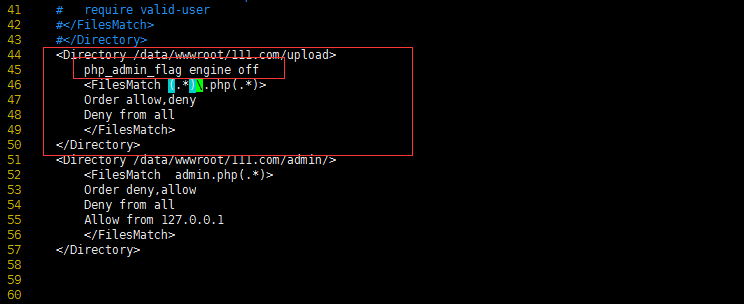 41 #   require valid-user
42 #</FilesMatch>
43 #</Directory>
44 <Directory /data/wwwroot/111.com/upload>
45     php_admin_flag engine off
46     <FilesMatch (.*)\.php(.*)>
47     Order allow,deny
48     Deny from all
49     </FilesMatch>
50 </Directory>
51 <Directory /data/wwwroot/111.com/admin/>
52     <FilesMatch  admin.php(.*)>
53     Order deny,allow
54     Deny from all
55     Allow from 127.0.0.1
56     </FilesMatch>
57 </Directory>
58
59
60